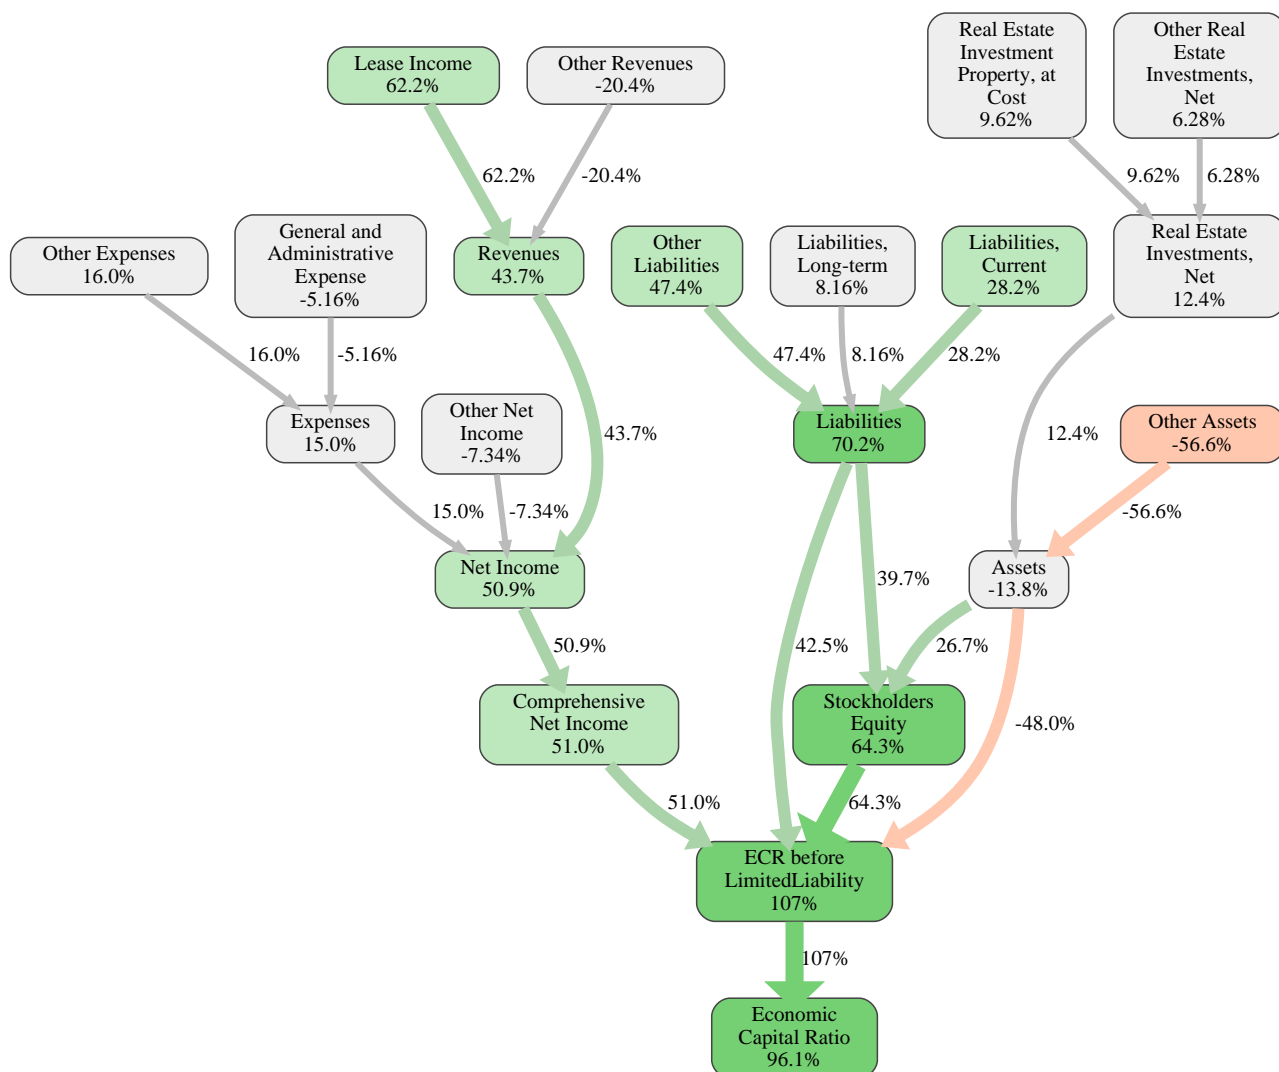 Real Estate
Investment
Property, at
Cost
9.62%
Other Real
Estate
Investments,
Net
6.28%
Lease Income
62.2%
Other Revenues
-20.4%
62.2%
-20.4%
9.62%
6.28%
Other Expenses
16.0%
General and
Administrative
Expense
-5.16%
Revenues
43.7%
Other
Liabilities
47.4%
Liabilities,
Long-term
8.16%
Liabilities,
Current
28.2%
Real Estate
Investments,
Net
12.4%
16.0%
-5.16%
47.4%
8.16%
28.2%
Expenses
15.0%
Other Net
Income
-7.34%
43.7%
Liabilities
70.2%
12.4%
Other Assets
-56.6%
15.0%
-7.34%
-56.6%
Net Income
50.9%
39.7%
Assets
-13.8%
50.9%
42.5%
26.7%
Comprehensive
Net Income
51.0%
Stockholders
Equity
64.3%
-48.0%
51.0%
64.3%
ECR before
LimitedLiability
107%
107%
Economic
Capital Ratio
96.1%